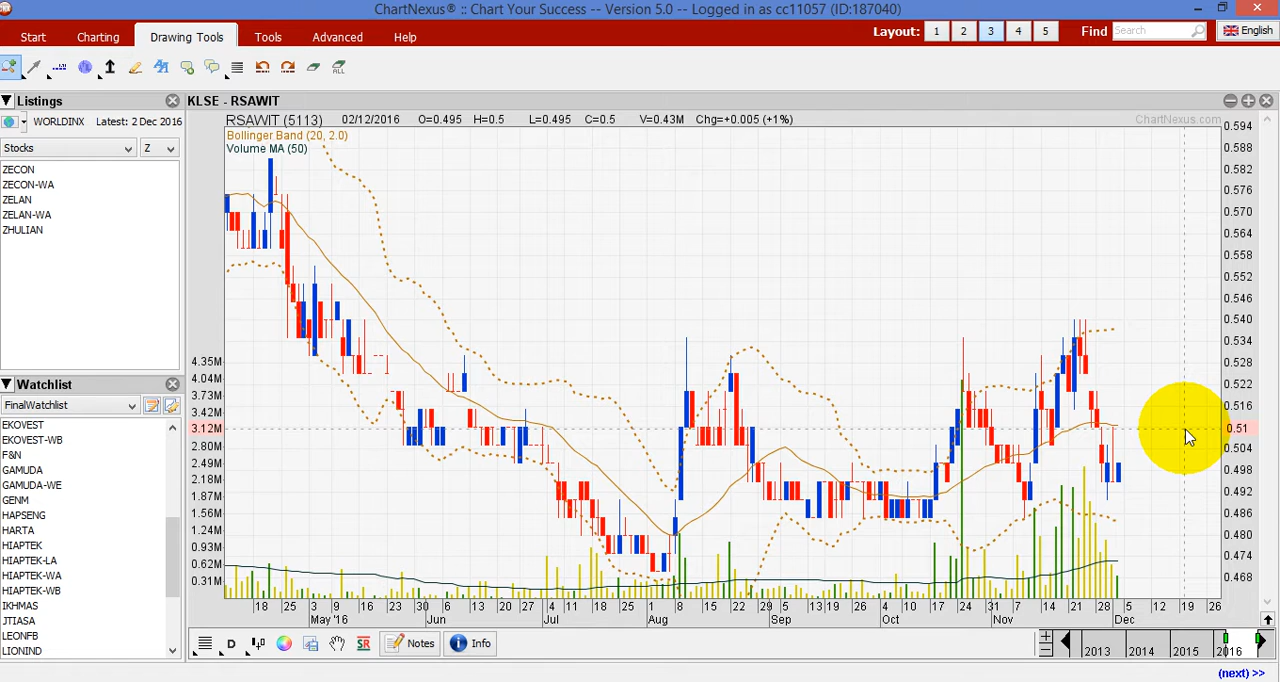 ChartNexus® :: Chart Your Success -- Version 5.0 -- Logged in as cc11057 (ID:187040)
Start Charting Drawing Tools Tools Advanced Help Layout: 1 2 3 4 5 Find Search English
ALL
Listings
WORLDINX Latest: 2 Dec 2016
Stocks Z
ZECON
ZECON-WA
ZELAN
ZELAN-WA
ZHULIAN
Watchlist
FinalWatchlist
EKOVEST
EKOVEST-WB
F&N
GAMUDA
GAMUDA-WE
GENM
HAPSENG
HARTA
HIAPTEK
HIAPTEK-LA
HIAPTEK-WA
HIAPTEK-WB
IKHMAS
JTIASA
LEONFB
LIONIND
KLSE - RSAWIT
RSAWIT (5113) 02/12/2016 O=0.495 H=0.5 L=0.495 C=0.5 V=0.43M Chg=+0.005 (+1%) ChartNexus.com
Bollinger Band (20, 2.0)
Volume MA (50)
0.594
0.588
0.582
0.576
0.570
0.564
0.558
0.552
0.546
0.540
0.534
0.528
0.522
0.516
0.51
0.504
0.498
0.492
0.486
0.480
0.474
0.468
4.35M
4.04M
3.73M
3.42M
3.12M
2.80M
2.49M
2.18M
1.87M
1.56M
1.24M
0.93M
0.62M
0.31M
18 25 3 9 16 23 30 6 13 20 27 4 11 18 25 1 8 15 22 29 5 13 19 26 4 10 17 24 31 7 14 21 28 5 12 19 26
May '16 Jun Jul Aug Sep Oct Nov Dec
D SR Notes Info 2013 2014 2015 2016
(next) >>